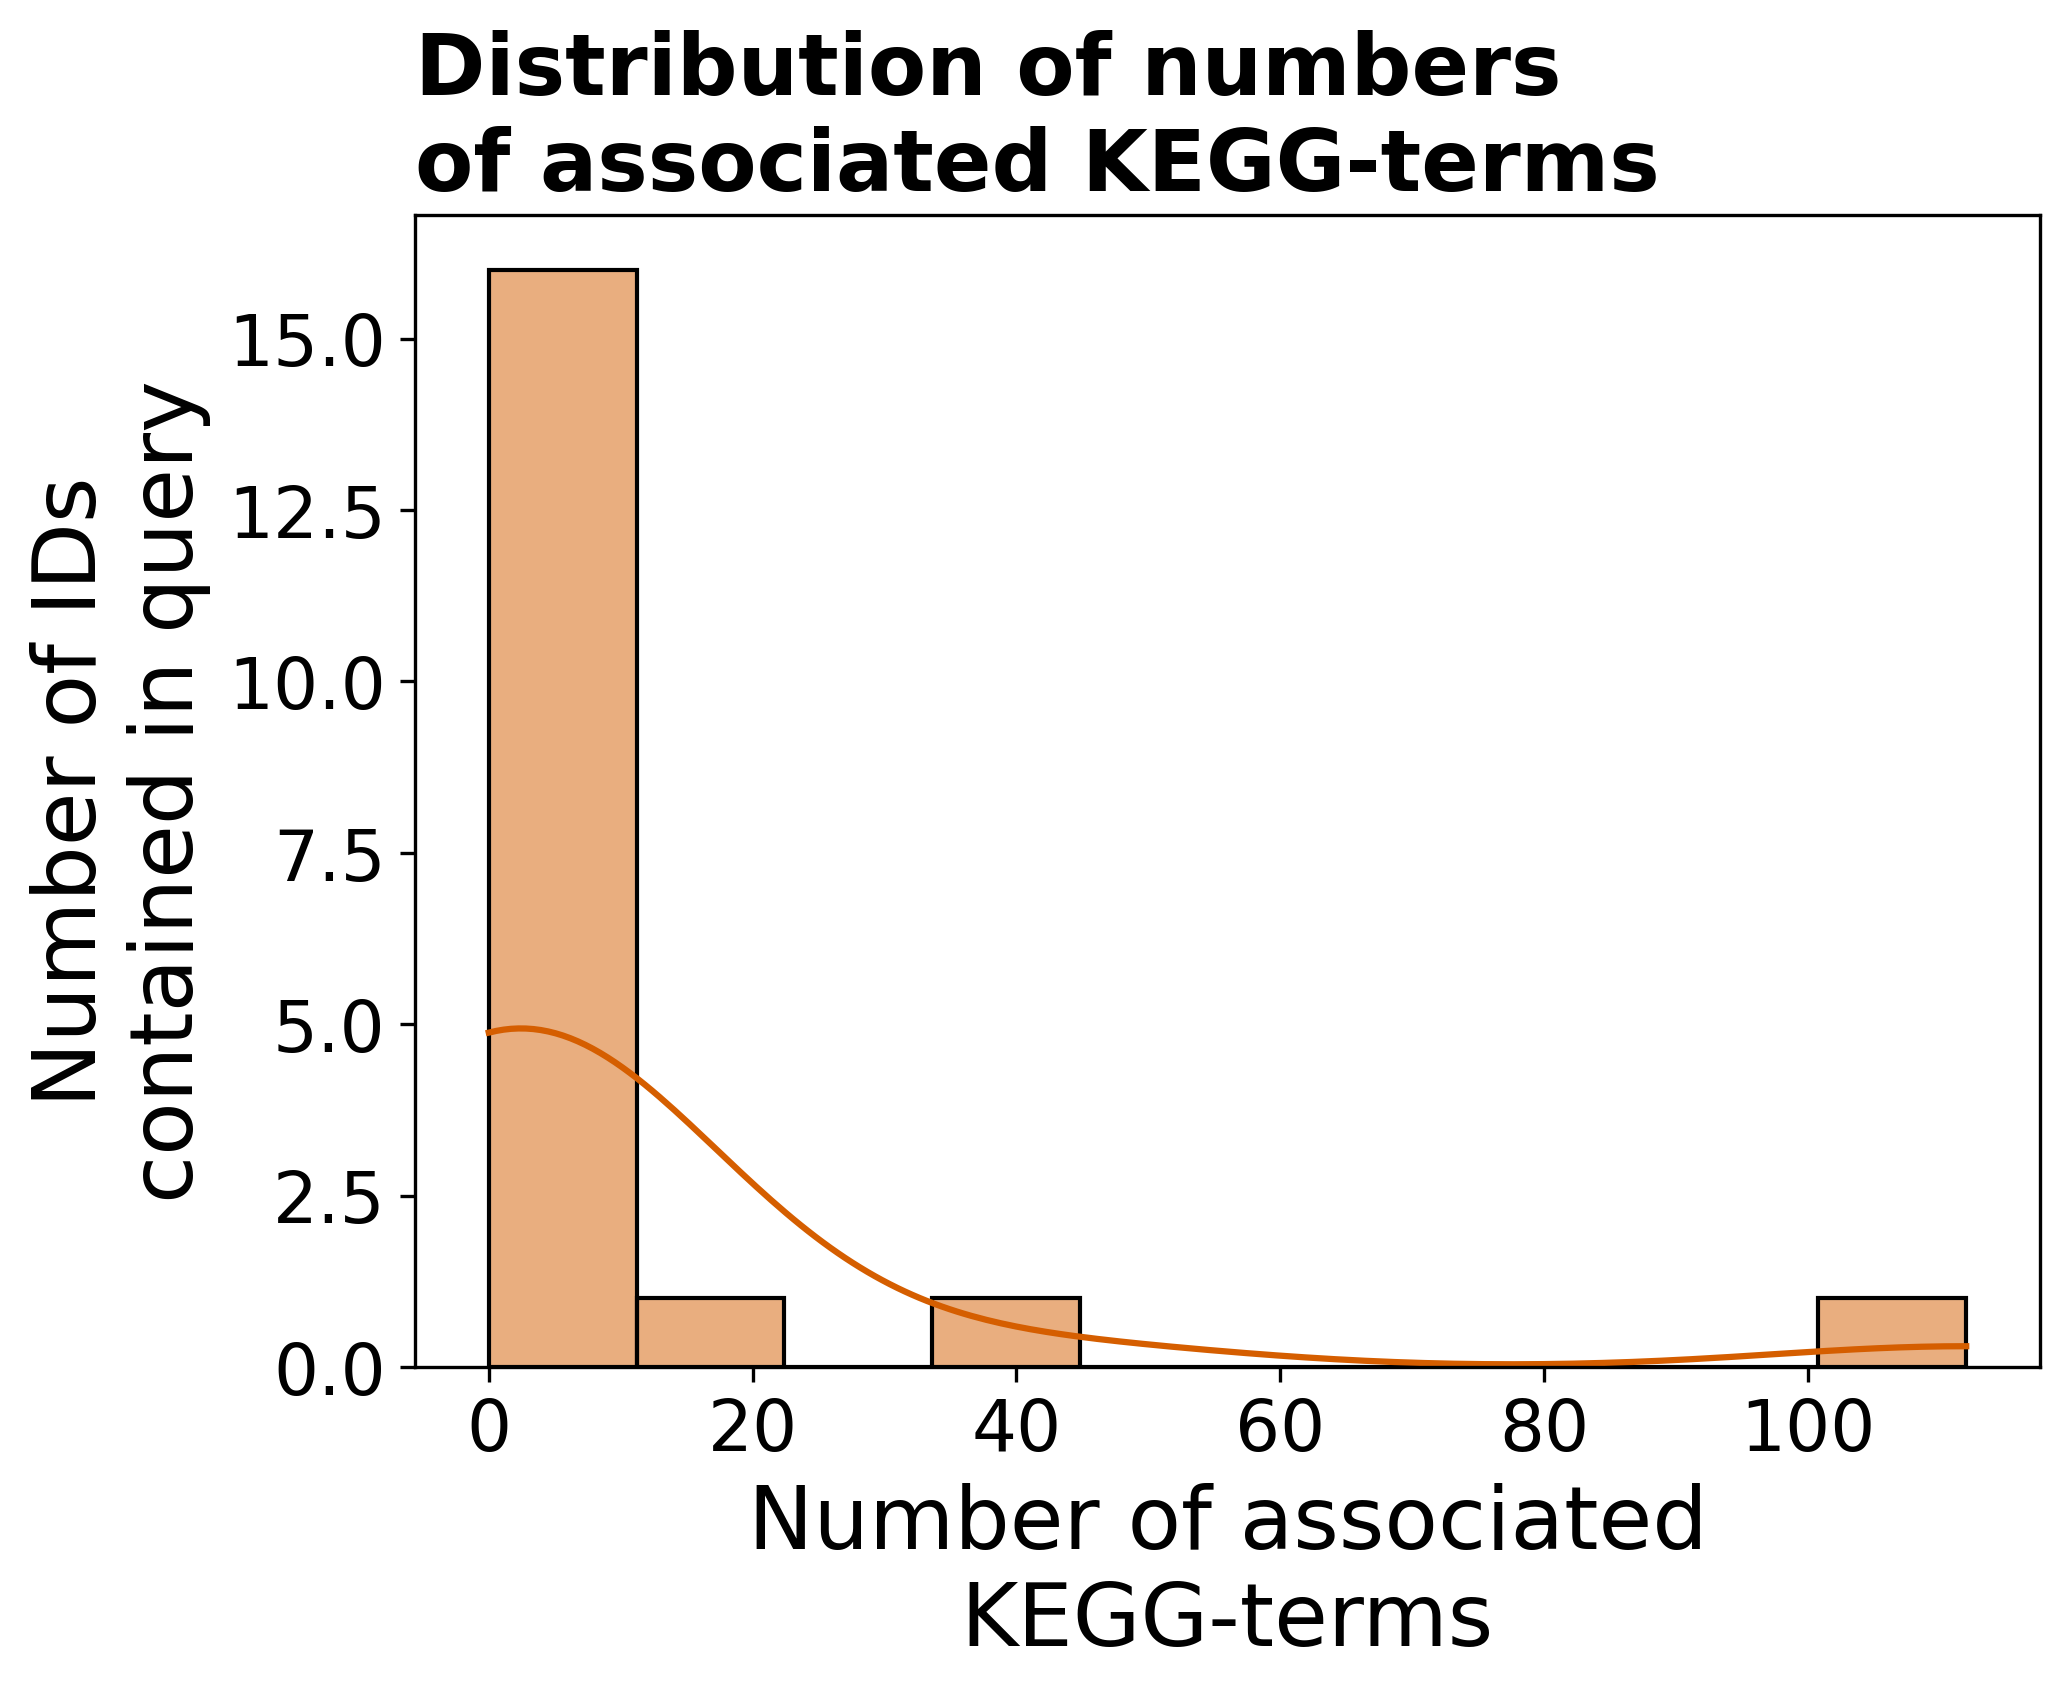 Distribution of numbers
of associated KEGG-terms
Number of IDs
contained in query
15.0
12.5
10.0
7.5
5.0
2.5
0.0
0 20 40 60 80 100
Number of associated
KEGG-terms